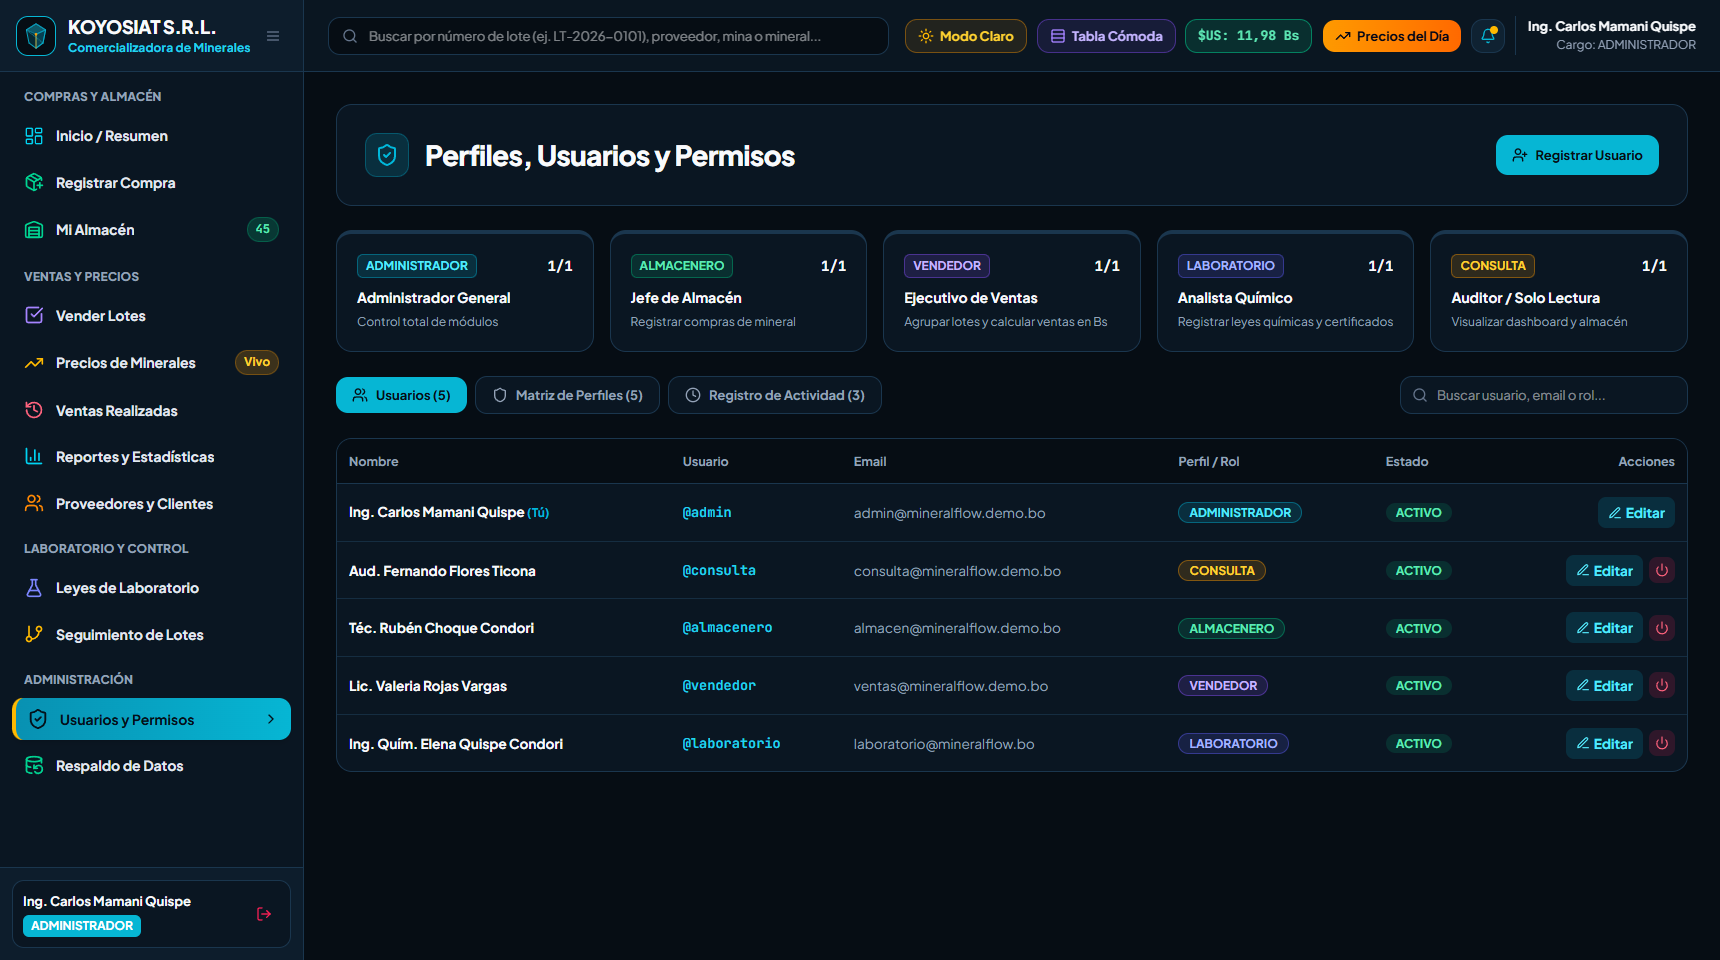 KOYOSIAT S.R.L.
Comercializadora de Minerales
Buscar por número de lote (ej. LT-2026-0101), proveedor, mina o mineral...
Modo Claro
Tabla Cómoda
$US: 11,98 Bs
Precios del Día
Ing. Carlos Mamani Quispe
Cargo: ADMINISTRADOR
COMPRAS Y ALMACÉN
Inicio / Resumen
Registrar Compra
Mi Almacén 45
VENTAS Y PRECIOS
Vender Lotes
Precios de Minerales Vivo
Ventas Realizadas
Reportes y Estadísticas
Proveedores y Clientes
LABORATORIO Y CONTROL
Leyes de Laboratorio
Seguimiento de Lotes
ADMINISTRACIÓN
Usuarios y Permisos
Respaldo de Datos
Ing. Carlos Mamani Quispe
ADMINISTRADOR
Perfiles, Usuarios y Permisos
Registrar Usuario
ADMINISTRADOR 1/1
Administrador General
Control total de módulos
ALMACENERO 1/1
Jefe de Almacén
Registrar compras de mineral
VENDEDOR 1/1
Ejecutivo de Ventas
Agrupar lotes y calcular ventas en Bs
LABORATORIO 1/1
Analista Químico
Registrar leyes químicas y certificados
CONSULTA 1/1
Auditor / Solo Lectura
Visualizar dashboard y almacén
Usuarios (5)
Matriz de Perfiles (5)
Registro de Actividad (3)
Buscar usuario, email o rol...
Nombre Usuario Email Perfil / Rol Estado Acciones
Ing. Carlos Mamani Quispe (Tú) @admin admin@mineralflow.demo.bo ADMINISTRADOR ACTIVO Editar
Aud. Fernando Flores Ticona @consulta consulta@mineralflow.demo.bo CONSULTA ACTIVO Editar
Téc. Rubén Choque Condori @almacenero almacen@mineralflow.demo.bo ALMACENERO ACTIVO Editar
Lic. Valeria Rojas Vargas @vendedor ventas@mineralflow.demo.bo VENDEDOR ACTIVO Editar
Ing. Quím. Elena Quispe Condori @laboratorio laboratorio@mineralflow.bo LABORATORIO ACTIVO Editar